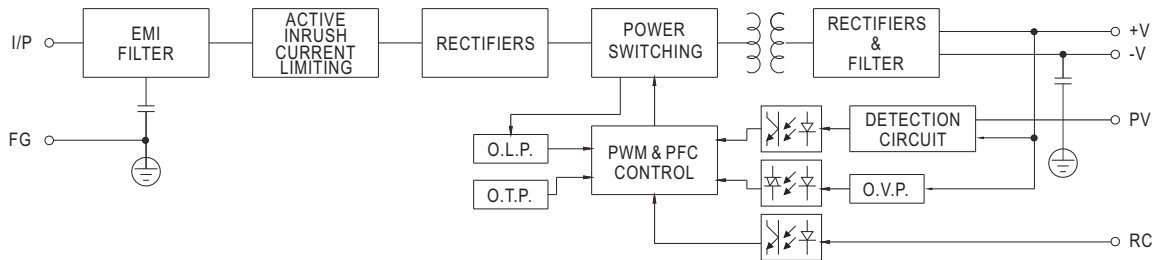 I/P
EMI
FILTER
ACTIVE
INRUSH
CURRENT
LIMITING
RECTIFIERS
POWER
SWITCHING
RECTIFIERS
&
FILTER
+V
-V
FG
O.L.P.
O.T.P.
PWM & PFC
CONTROL
DETECTION
CIRCUIT
PV
O.V.P.
RC